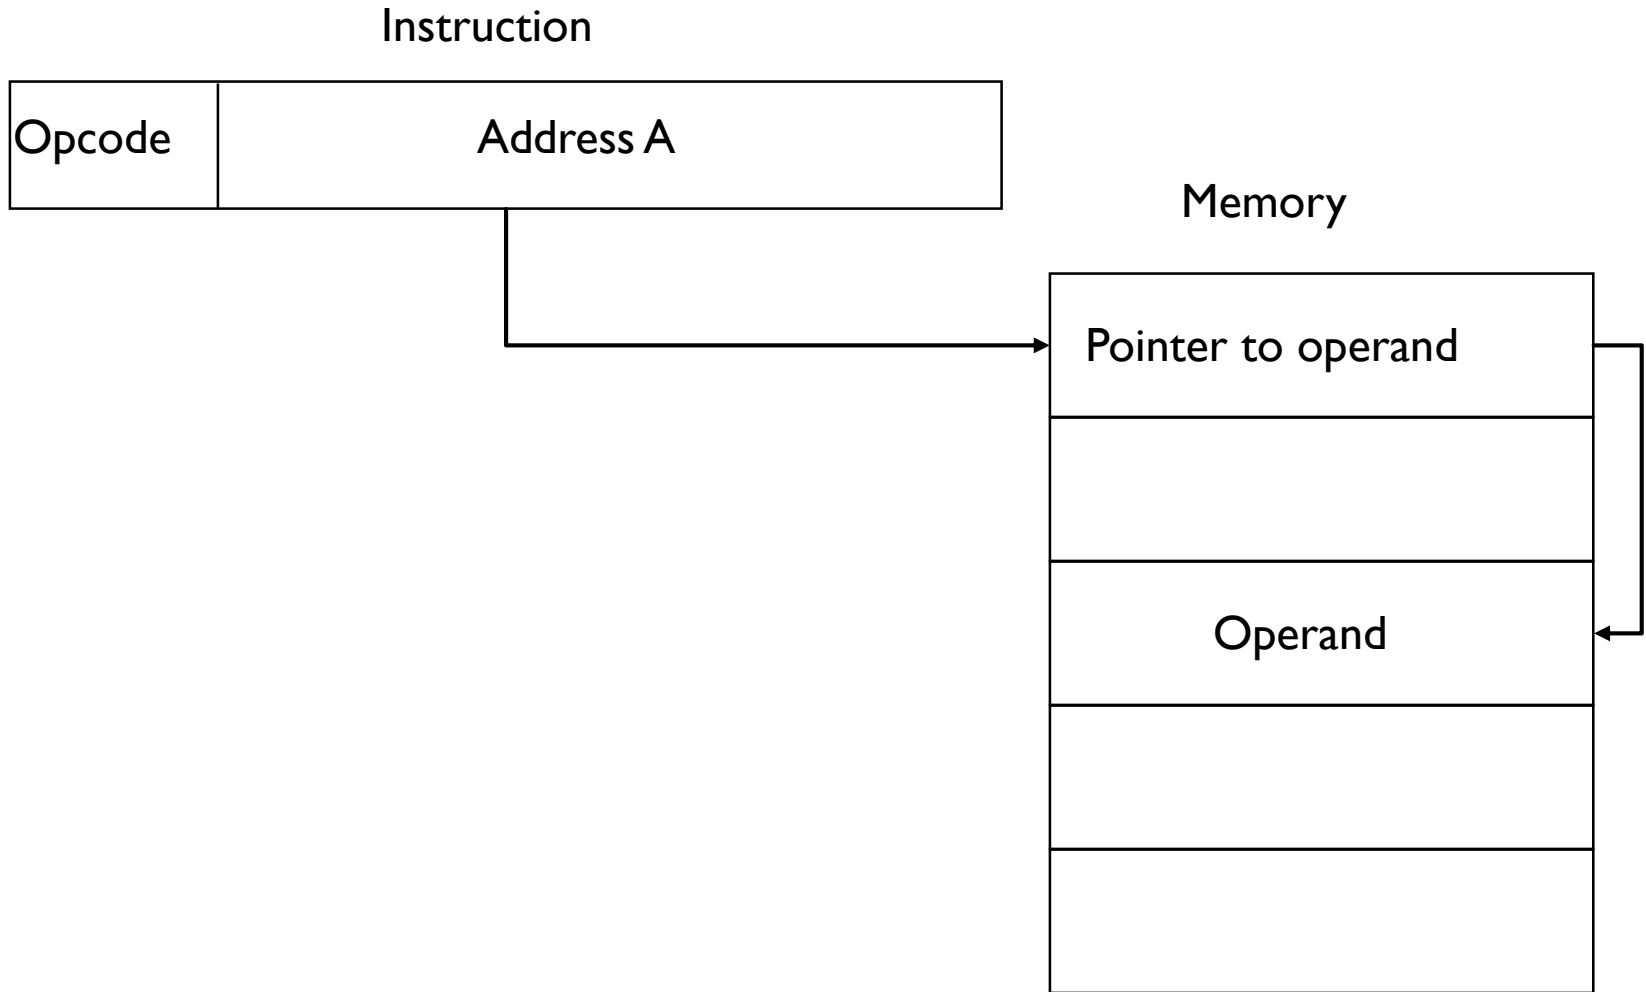 Instruction
Opcode
Address A
Memory
Pointer to operand
Operand